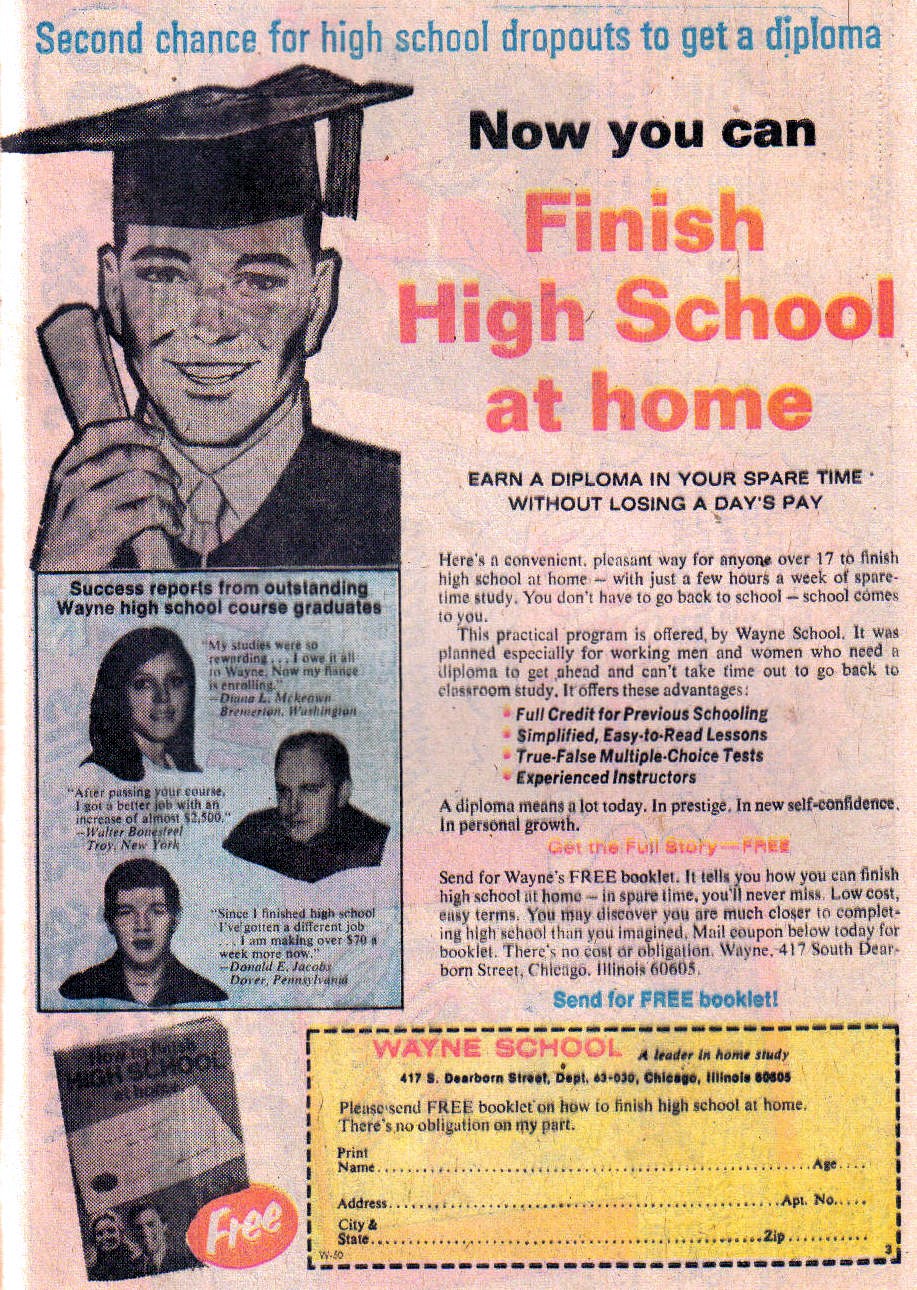 Second chance for high school dropouts to get a diploma
Now you can
Finish
High School
at home
EARN A DIPLOMA IN YOUR SPARE TIME
WITHOUT LOSING A DAY'S PAY
Here's a convenient, pleasant way for anyone over 17 to finish
high school at home — with just a few hours a week of spare-
time study. You don't have to go back to school — school comes
to you.
This practical program is offered by Wayne School. It was
planned especially for working men and women who need a
diploma to get ahead and can't take time out to go back to
classroom study. It offers these advantages:
• Full Credit for Previous Schooling
• Simplified, Easy-to-Read Lessons
• True-False Multiple-Choice Tests
• Experienced Instructors
A diploma means a lot today. In prestige. In new self-confidence.
In personal growth.
Get the Full Story—FREE
Send for Wayne's FREE booklet. It tells you how you can finish
high school at home — in spare time, you'll never miss. Low cost,
easy terms. You may discover you are much closer to complet-
ing high school than you imagined. Mail coupon below today for
booklet. There's no cost or obligation. Wayne, 417 South Dear-
born Street, Chicago, Illinois 60605.
Send for FREE booklet!
Success reports from outstanding
Wayne high school course graduates
"My studies were so
rewarding . . . I owe it all
to Wayne. Now my fiance
is enrolling."
—Diana L. Mckeown
Bremerton, Washington
"After passing your course,
I got a better job with an
increase of almost $2,500."
—Walter Bonesteel
Troy, New York
"Since I finished high school
I've gotten a different job
. . . I am making over $70 a
week more now."
—Donald E. Jacobs
Dover, Pennsylvania
How to finish
HIGH SCHOOL
at home
Free
WAYNE SCHOOL A leader in home study
417 S. Dearborn Street, Dept. 63-030, Chicago, Illinois 60605
Please send FREE booklet on how to finish high school at home.
There's no obligation on my part.
Print
Name Age
Address Apt. No.
City &
State Zip
W-50 3